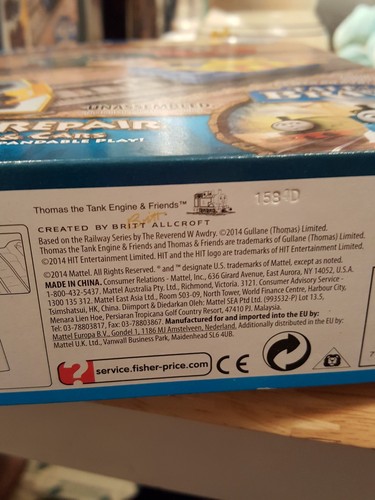 UNASSEMBLED.
REPAIR
& CARS
PANDABLE PLAY!
Thomas the Tank Engine & Friends™
158 D
CREATED BY BRITT ALLCROFT
Based on the Railway Series by The Reverend W Awdry. ©2014 Gullane (Thomas) Limited.
Thomas the Tank Engine & Friends and Thomas & Friends are trademarks of Gullane (Thomas) Limited.
©2014 HIT Entertainment Limited. HIT and the HIT logo are trademarks of HIT Entertainment Limited.
©2014 Mattel. All Rights Reserved. ® and ™ designate U.S. trademarks of Mattel, except as noted.
MADE IN CHINA. Consumer Relations - Mattel, Inc., 636 Girard Avenue, East Aurora, NY 14052, U.S.A.
1-800-432-5437. Mattel Australia Pty. Ltd., Richmond, Victoria. 3121. Consumer Advisory Service -
1300 135 312. Mattel East Asia Ltd., Room 503-09, North Tower, World Finance Centre, Harbour City,
Tsimshatsui, HK, China. Diimport & Diedarkan Oleh: Mattel SEA Ptd Ltd. (993532-P) Lot 13.5,
Menara Lien Hoe, Persiaran Tropicana Golf Country Resort, 47410 PJ. Malaysia.
Tel: 03-78803817, Fax: 03-78803867. Manufactured for and imported into the EU by:
Mattel Europa B.V., Gondel 1, 1186 MJ Amstelveen, Nederland. Additionally distributed in the EU by:
Mattel U.K. Ltd., Vanwall Business Park, Maidenhead SL6 4UB.
? service.fisher-price.com CE